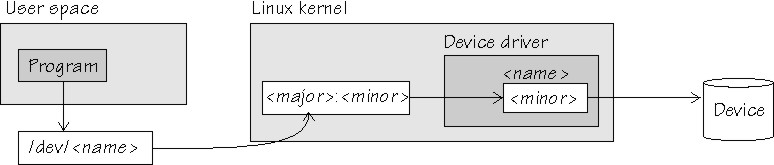 User space
Linux kernel
Device driver
Program
<name>
<major>:<minor>
<minor>
Device
/dev/<name>